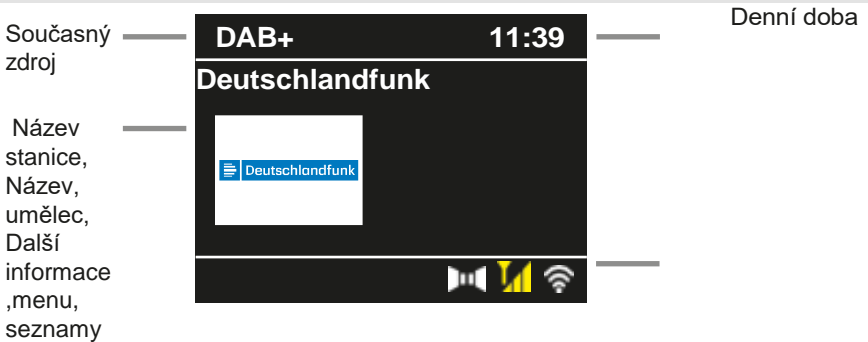 Současný
zdroj
DAB+ 11:39
Denní doba
Deutschlandfunk
Název
stanice,
Název,
umělec,
Další
informace
,menu,
seznamy
Deutschlandfunk